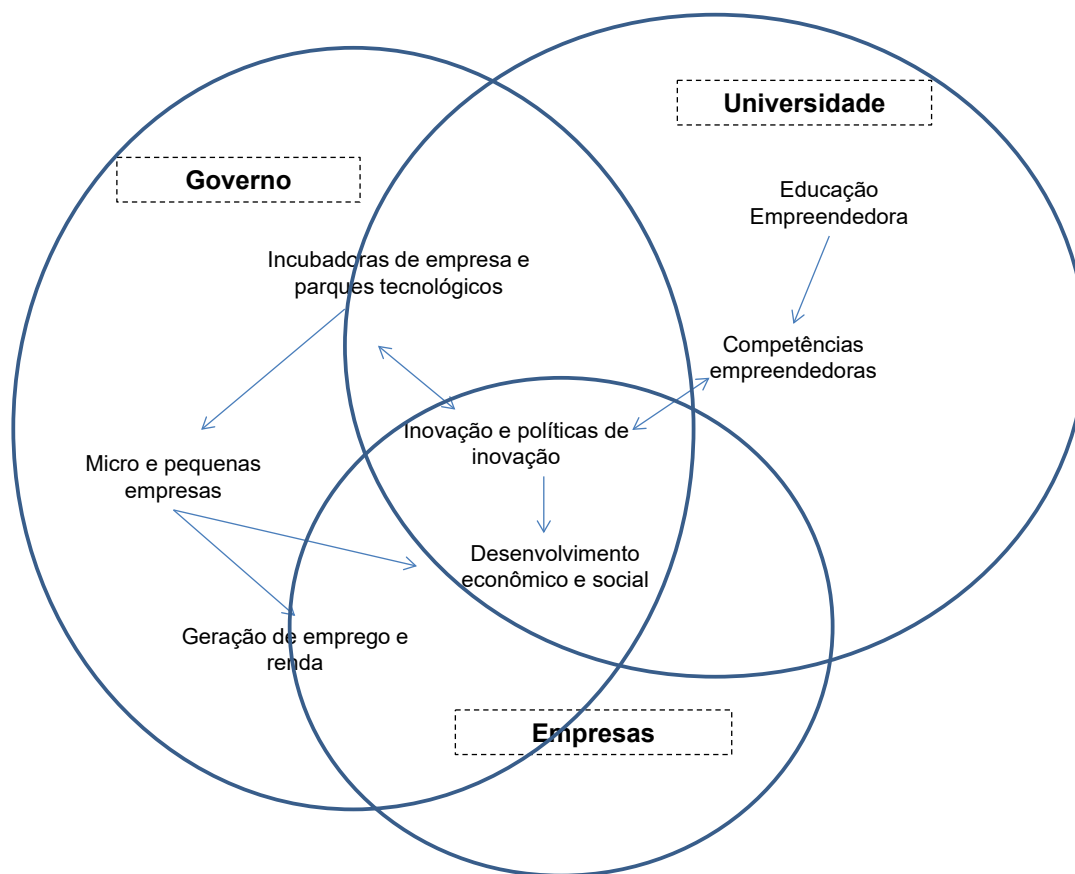 Universidade
Governo
Educação
Empreendedora
Incubadoras de empresa e
parques tecnológicos
Competências
empreendedoras
Inovação e políticas de
inovação
Micro e pequenas
empresas
Desenvolvimento
econômico e social
Geração de emprego e
renda
Empresas